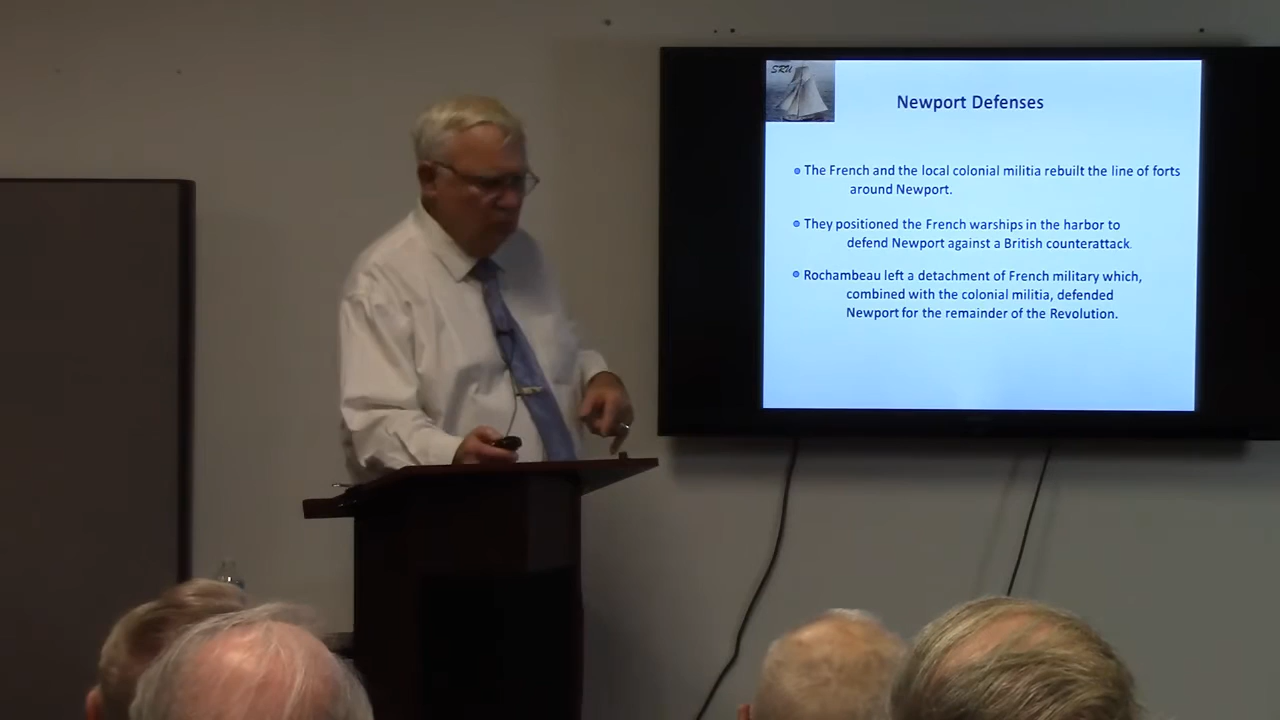 SRU
Newport Defenses
The French and the local colonial militia rebuilt the line of forts
around Newport.
They positioned the French warships in the harbor to
defend Newport against a British counterattack.
Rochambeau left a detachment of French military which,
combined with the colonial militia, defended
Newport for the remainder of the Revolution.